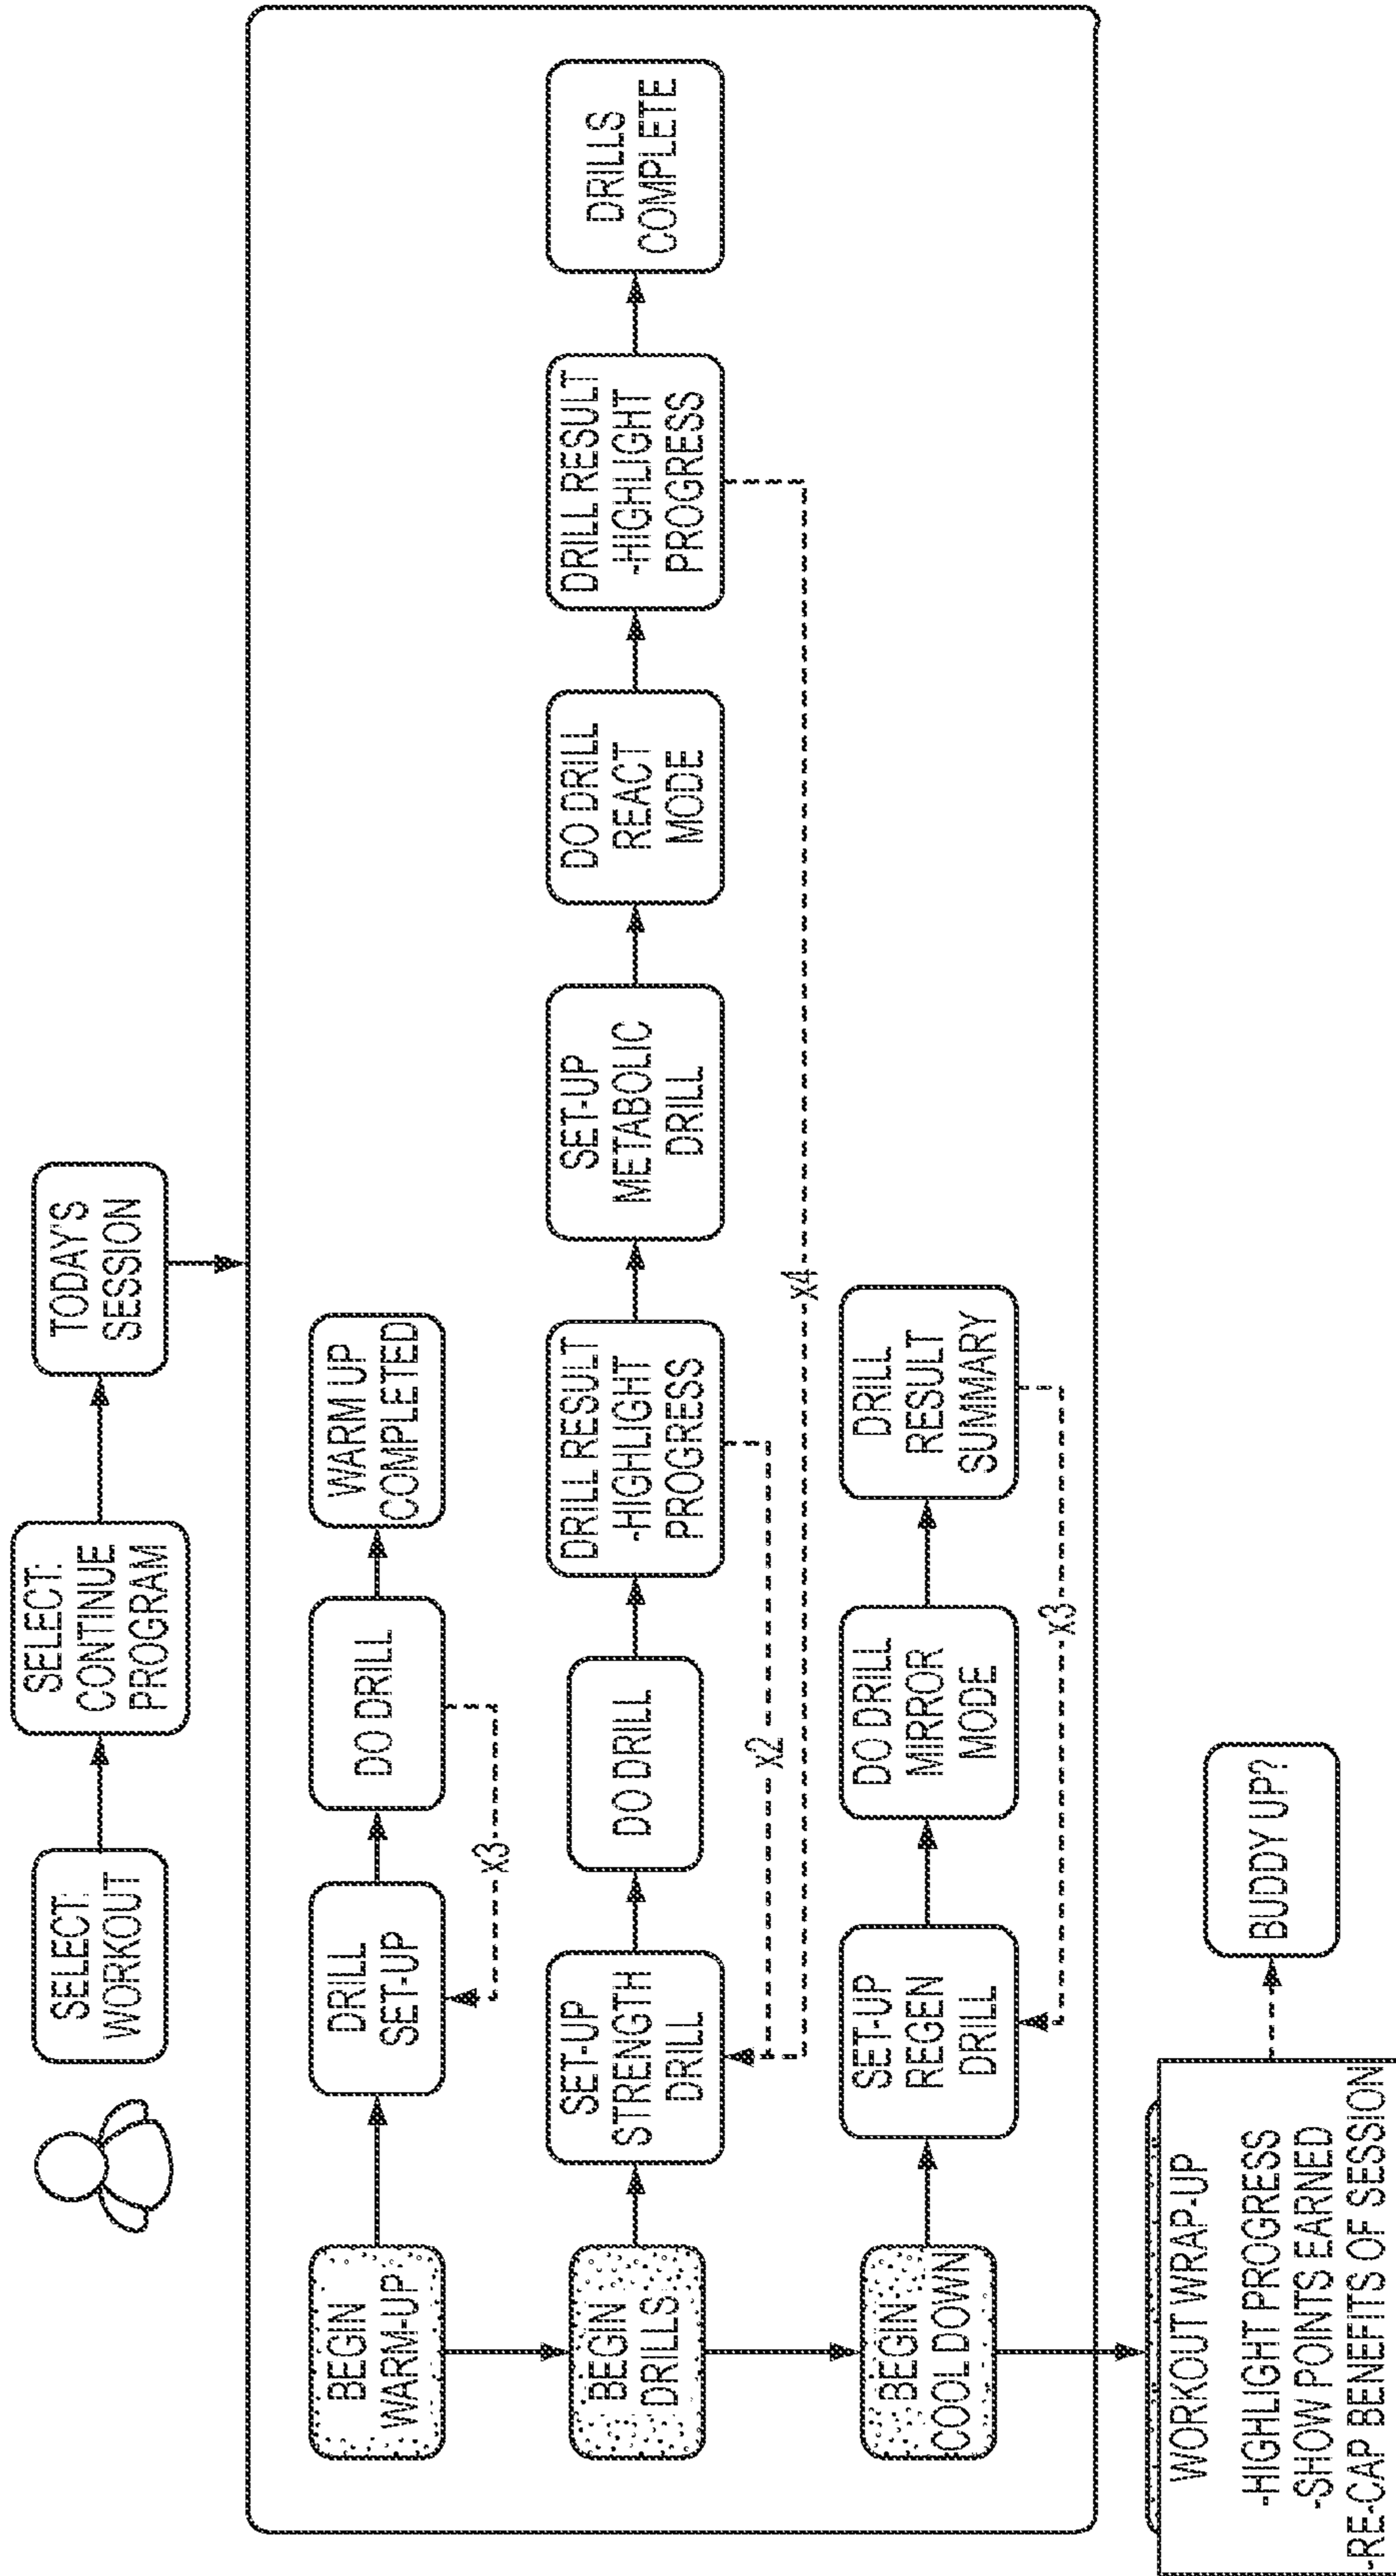 SELECT:
WORKOUT
SELECT:
CONTINUE
PROGRAM
TODAY'S
SESSION
BEGIN
WARM-UP
DRILL
SET-UP
DO DRILL
WARM UP
COMPLETED
x3
BEGIN
DRILLS
SET-UP
STRENGTH
DRILL
DO DRILL
DRILL RESULT
-HIGHLIGHT
PROGRESS
SET-UP
METABOLIC
DRILL
DO DRILL
REACT
MODE
DRILL RESULT
-HIGHLIGHT
PROGRESS
DRILLS
COMPLETE
x2
x4
BEGIN
COOL DOWN
SET-UP
REGEN
DRILL
DO DRILL
MIRROR
MODE
DRILL
RESULT
SUMMARY
x3
WORKOUT WRAP-UP
-HIGHLIGHT PROGRESS
-SHOW POINTS EARNED
-RE-CAP BENEFITS OF SESSION
BUDDY UP?